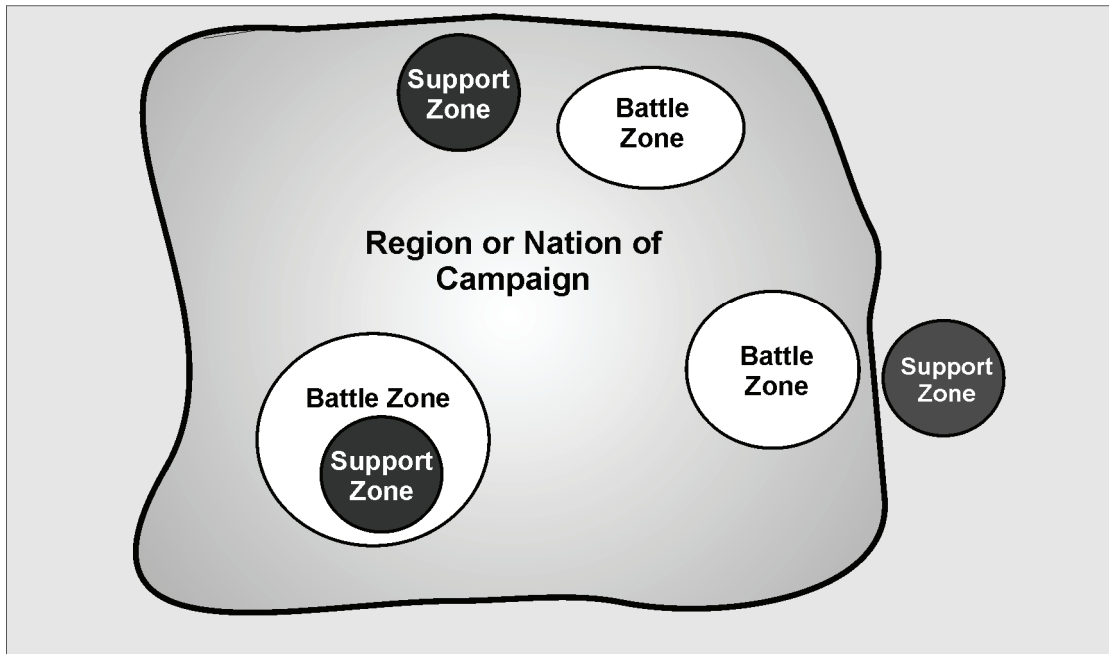 Support
Zone
Battle
Zone
Region or Nation of
Campaign
Battle
Zone
Support
Zone
Battle Zone
Support
Zone